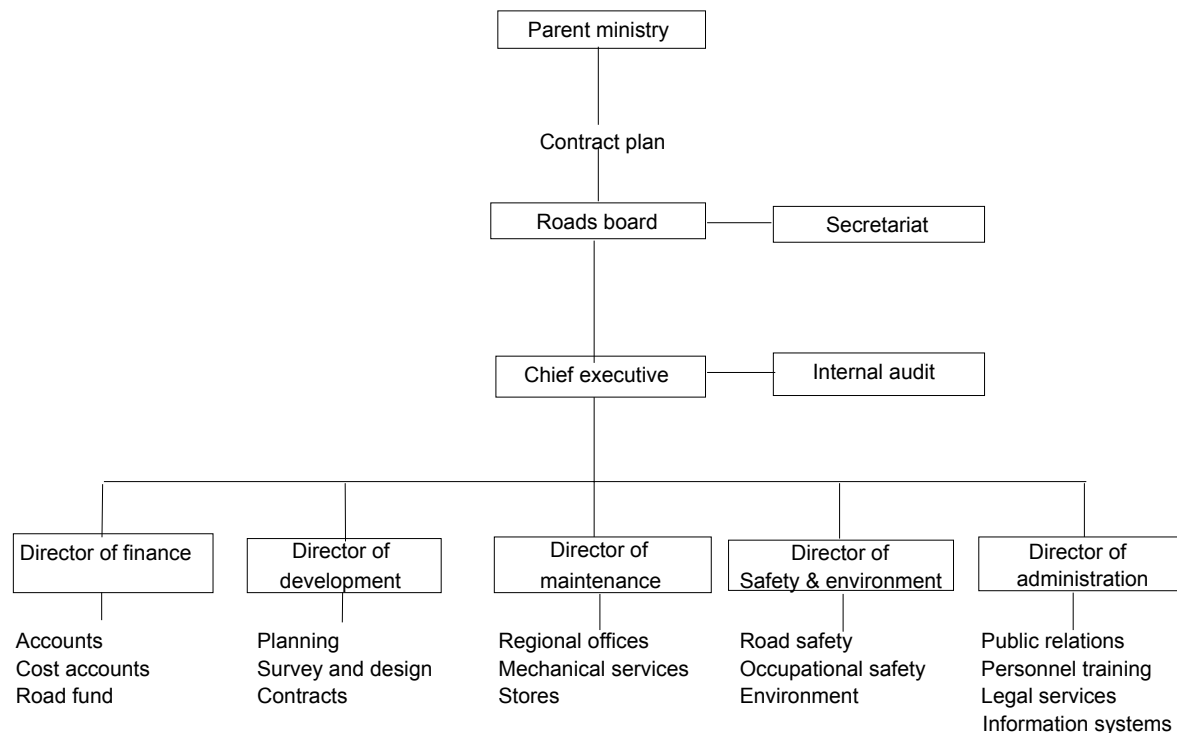 Parent ministry
Contract plan
Roads board
Secretariat
Chief executive
Internal audit
Director of finance
Director of
development
Director of
maintenance
Director of
Safety & environment
Director of
administration
Accounts
Cost accounts
Road fund
Planning
Survey and design
Contracts
Regional offices
Mechanical services
Stores
Road safety
Occupational safety
Environment
Public relations
Personnel training
Legal services
Information systems